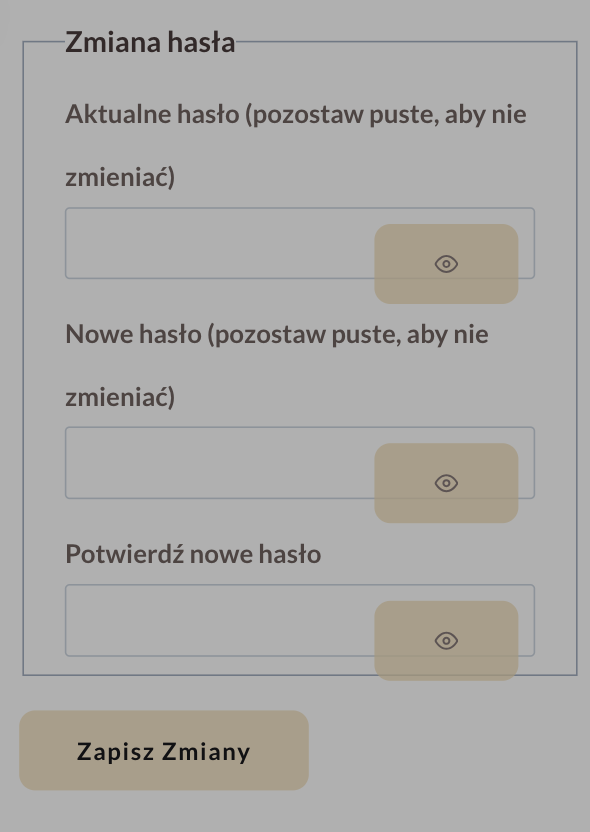 Zmiana hasła
Aktualne hasło (pozostaw puste, aby nie
zmieniać)
Nowe hasło (pozostaw puste, aby nie
zmieniać)
Potwierdź nowe hasło
Zapisz Zmiany